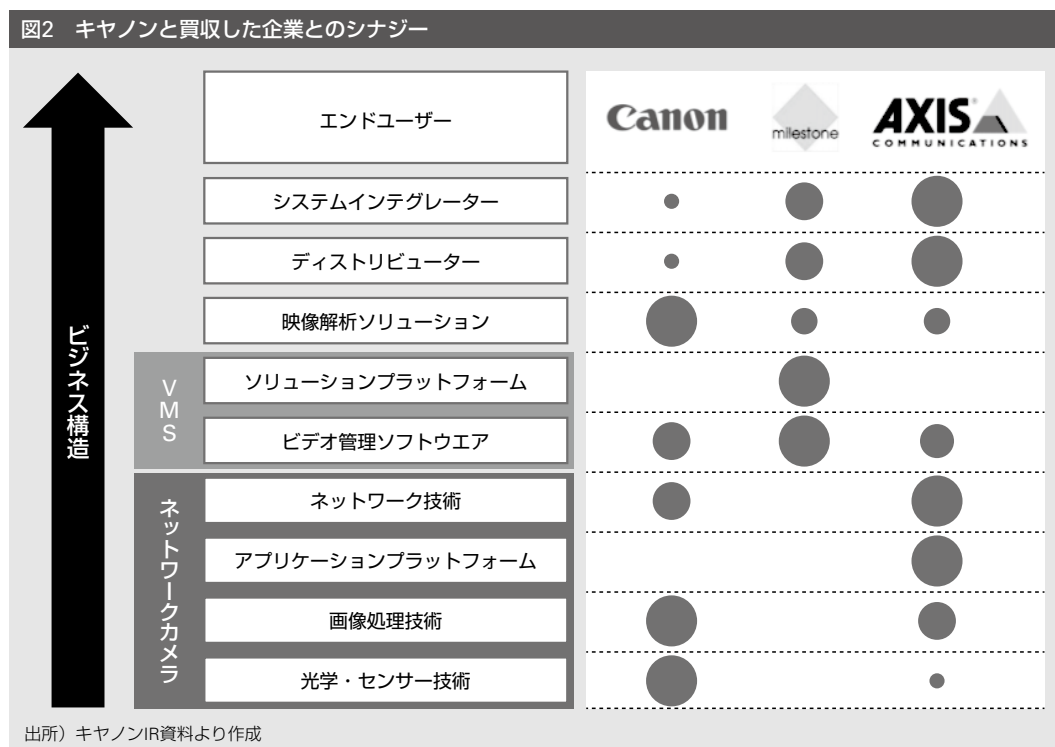 図2　キヤノンと買収した企業とのシナジー
エンドユーザー
Canon
milestone
AXIS
COMMUNICATIONS
システムインテグレーター
ディストリビューター
映像解析ソリューション
ビジネス構造
VMS
ソリューションプラットフォーム
ビデオ管理ソフトウエア
ネットワークカメラ
ネットワーク技術
アプリケーションプラットフォーム
画像処理技術
光学・センサー技術
出所）キヤノンIR資料より作成